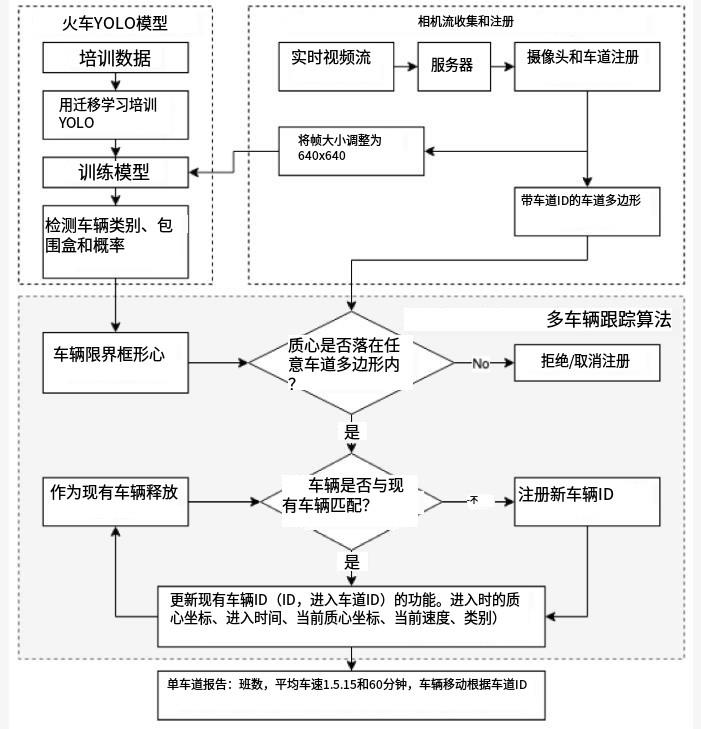 火车YOLO模型
培训数据
用迁移学习培训
YOLO
训练模型
检测车辆类别、包
围盒和概率
相机流收集和注册
实时视频流
服务器
摄像头和车道注册
将帧大小调整为
640x640
带车道ID的车道多边形
多车辆跟踪算法
车辆限界框形心
质心是否落在任
意车道多边形内
？
No
拒绝/取消注册
是
作为现有车辆释放
车辆是否与现
有车辆匹配？
不
注册新车辆ID
是
更新现有车辆ID（ID，进入车道ID）的功能。进入时的质
心坐标、进入时间、当前质心坐标、当前速度、类别）
单车道报告：班数，平均车速1.5.15和60分钟，车辆移动根据车道ID